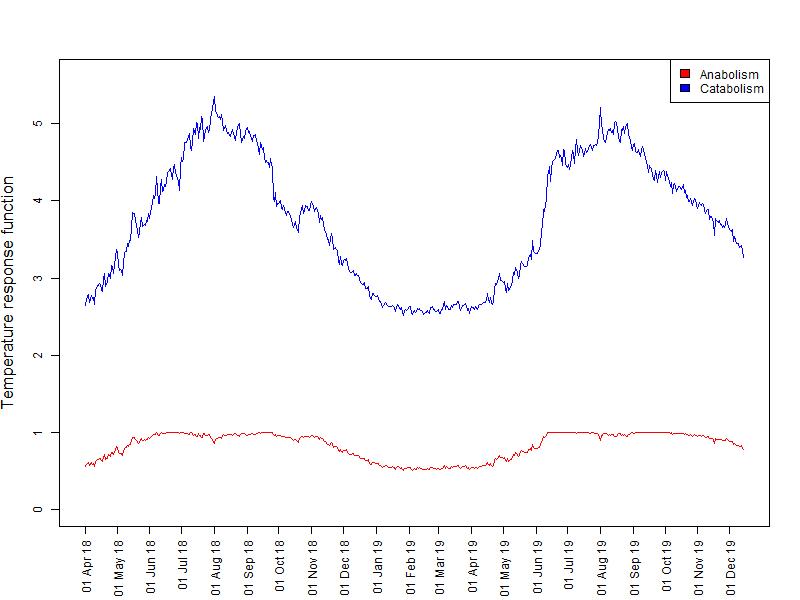 Anabolism
Catabolism
Temperature response function
5
4
3
2
1
0
01 Apr 18
01 May 18
01 Jun 18
01 Jul 18
01 Aug 18
01 Sep 18
01 Oct 18
01 Nov 18
01 Dec 18
01 Jan 19
01 Feb 19
01 Mar 19
01 Apr 19
01 May 19
01 Jun 19
01 Jul 19
01 Aug 19
01 Sep 19
01 Oct 19
01 Nov 19
01 Dec 19